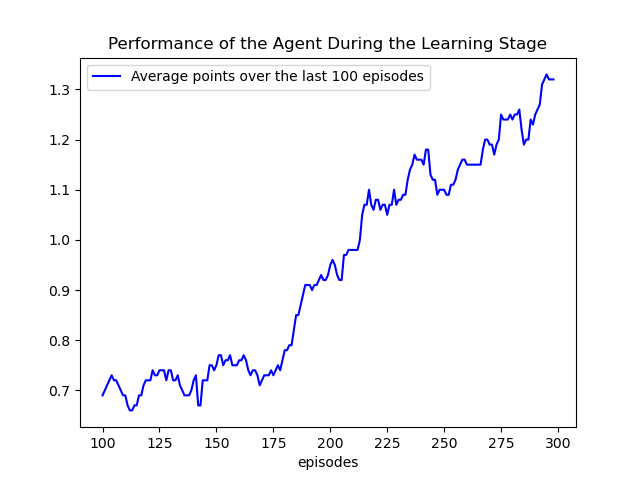 Performance of the Agent During the Learning Stage
Average points over the last 100 episodes
1.3
1.2
1.1
1.0
0.9
0.8
0.7
100 125 150 175 200 225 250 275 300
episodes